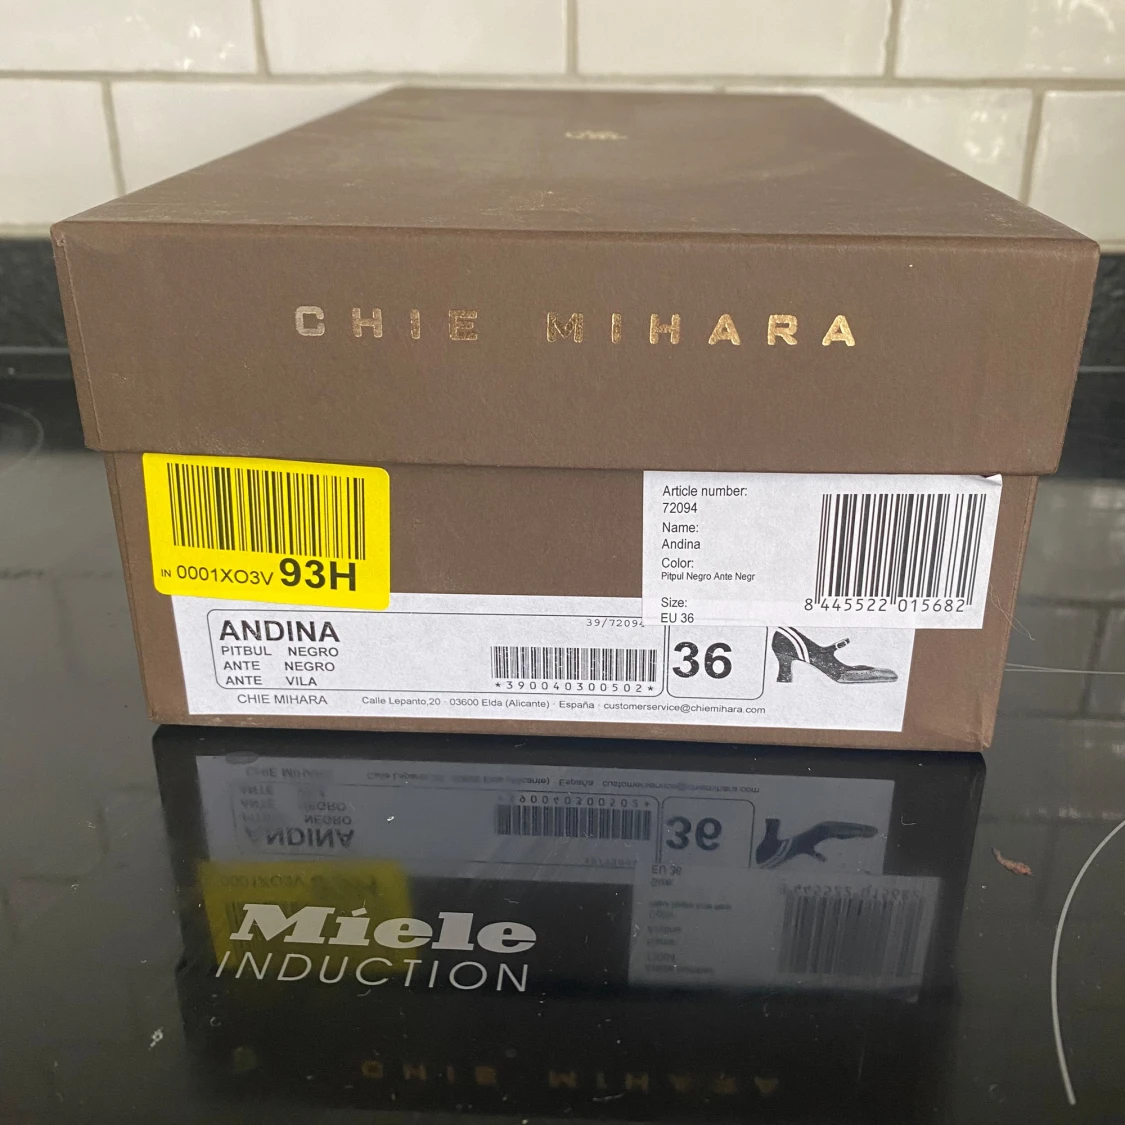 CHIE MIHARA
IN 0001XO3V 93H
Article number:
72094
Name:
Andina
Color:
Pitpul Negro Ante Negr
Size:
EU 36
8 445522 015682
ANDINA
PITBUL NEGRO
ANTE NEGRO
ANTE VILA
CHIE MIHARA
39/72094
*390040300502*
36
Calle Lepanto,20 · 03600 Elda (Alicante) · España · customerservice@chiemihara.com
Miele
INDUCTION